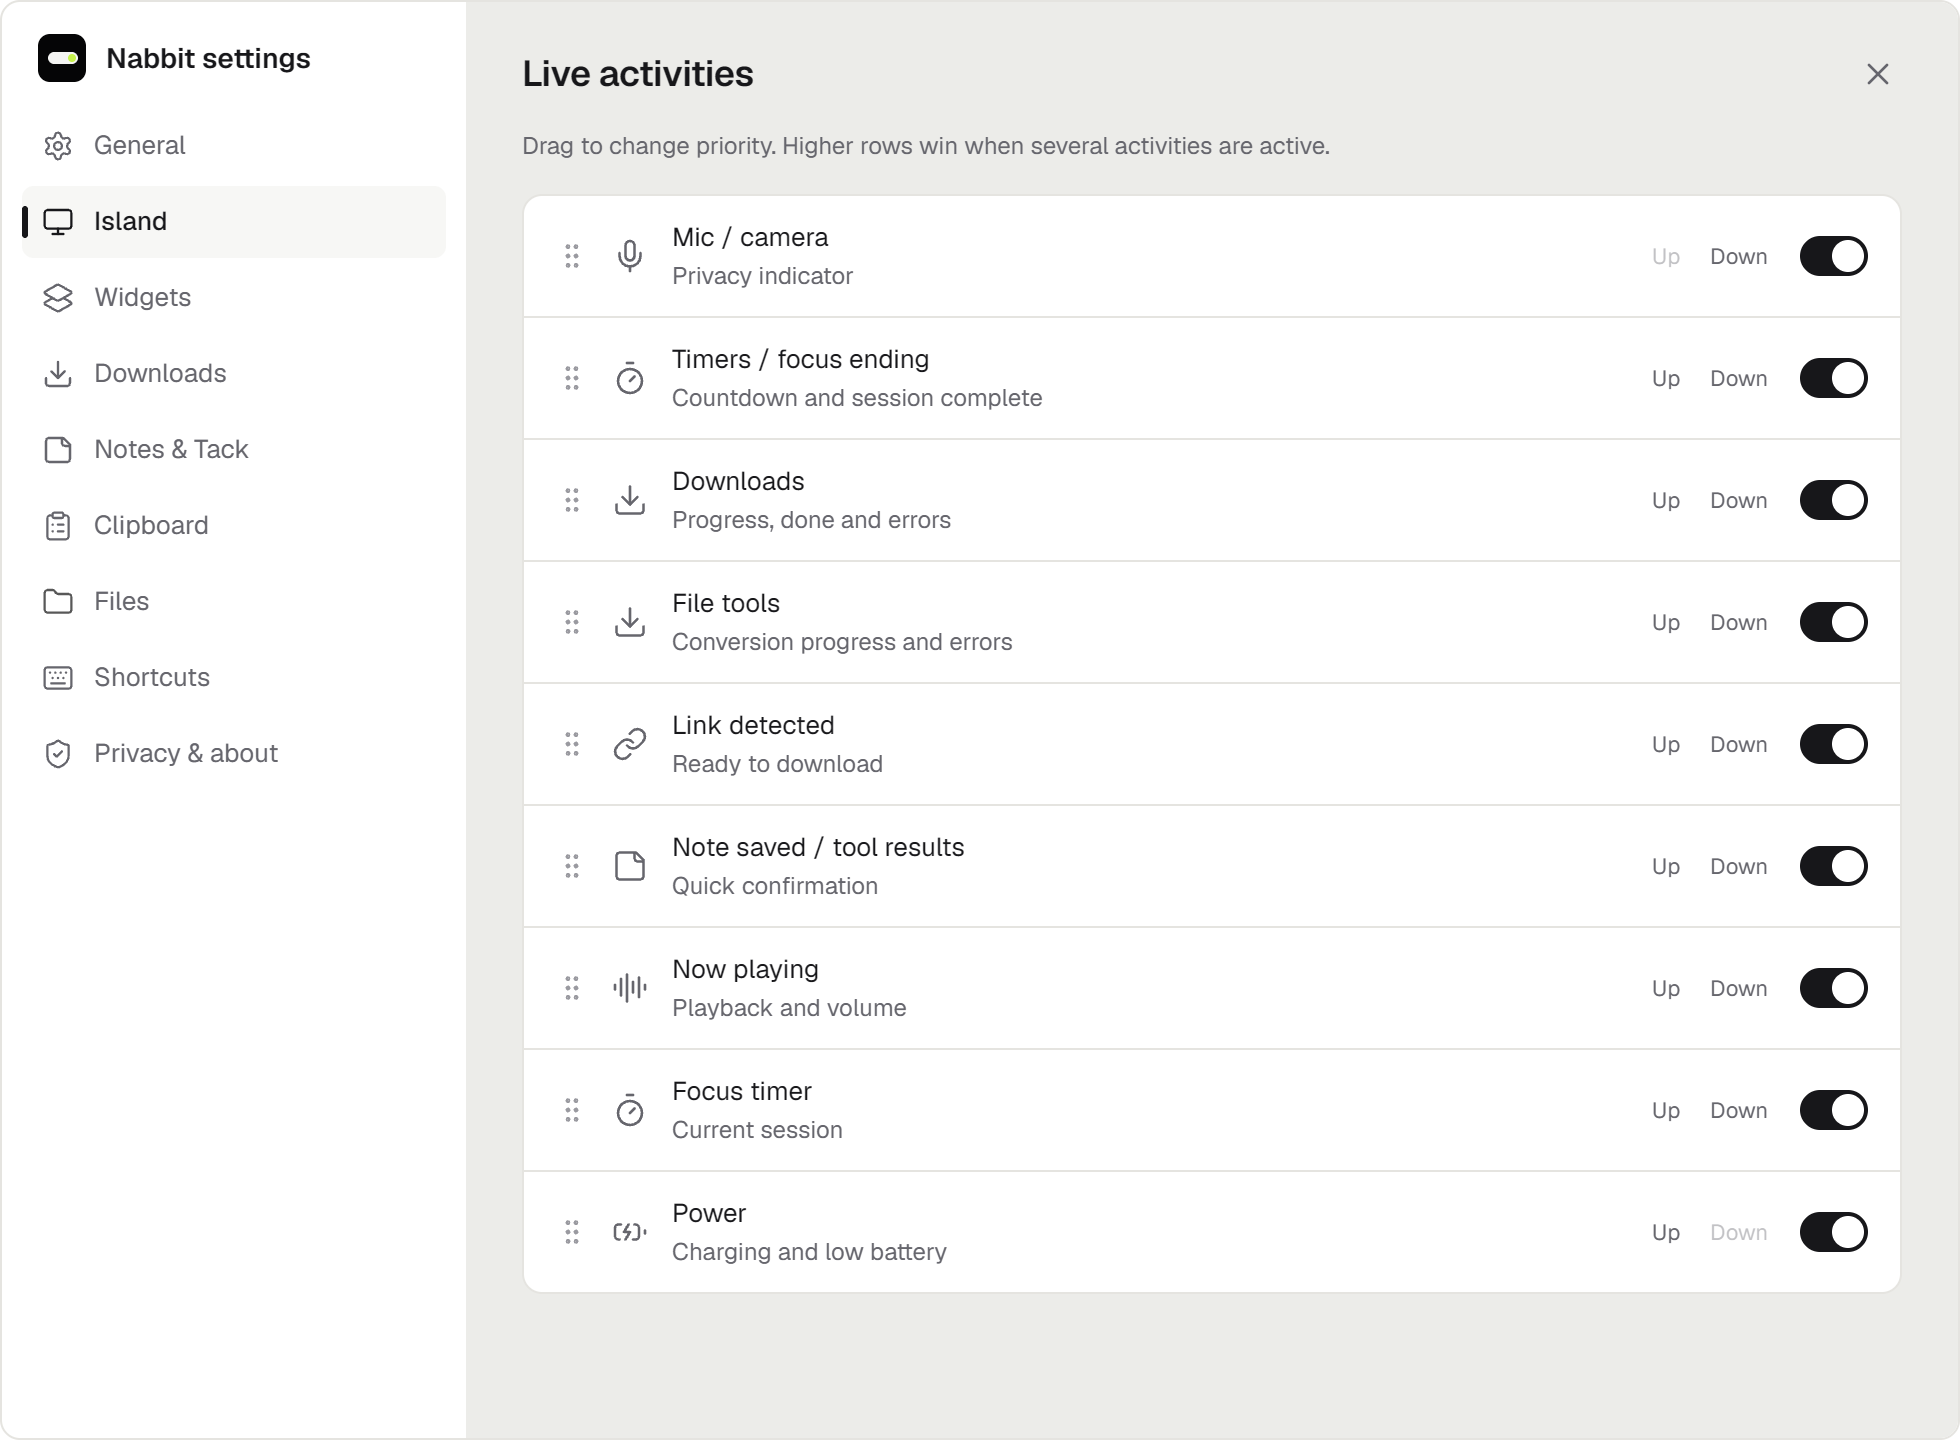 Nabbit settings
General
Island
Widgets
Downloads
Notes & Tack
Clipboard
Files
Shortcuts
Privacy & about
Live activities
Drag to change priority. Higher rows win when several activities are active.
Mic / camera
Privacy indicator
Up Down
Timers / focus ending
Countdown and session complete
Up Down
Downloads
Progress, done and errors
Up Down
File tools
Conversion progress and errors
Up Down
Link detected
Ready to download
Up Down
Note saved / tool results
Quick confirmation
Up Down
Now playing
Playback and volume
Up Down
Focus timer
Current session
Up Down
Power
Charging and low battery
Up Down